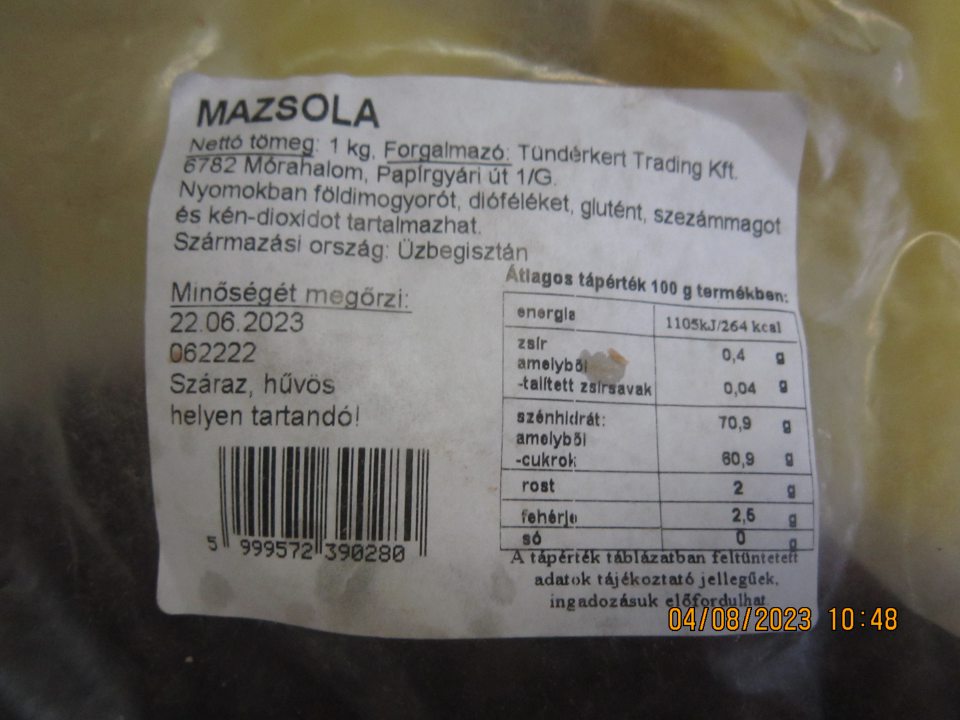 MAZSOLA
Nettó tömeg: 1 kg, Forgalmazó: Tündérkert Trading Kft.
6782 Mórahalom, Papírgyári út 1/G.
Nyomokban földimogyorót, dióféléket, glutént, szezámmagot
és kén-dioxidot tartalmazhat.
Származási ország: Üzbegisztán
Minőségét megőrzi:
22.06.2023
062222
Száraz, hűvös
helyen tartandó!
5 999572 390280
Átlagos tápérték 100 g termékben:
energia 1105kJ/264 kcal
zsír 0,4 g
amelyből
-talített zsírsavak 0,04 g
szénhidrát: 70,9 g
amelyből
-cukrok 60,9 g
rost 2 g
fehérje 2,5 g
só 0 g
A tápérték táblázatban feltüntetett
adatok tájékoztató jellegűek,
ingadozásuk előfordulhat
04/08/2023 10:48